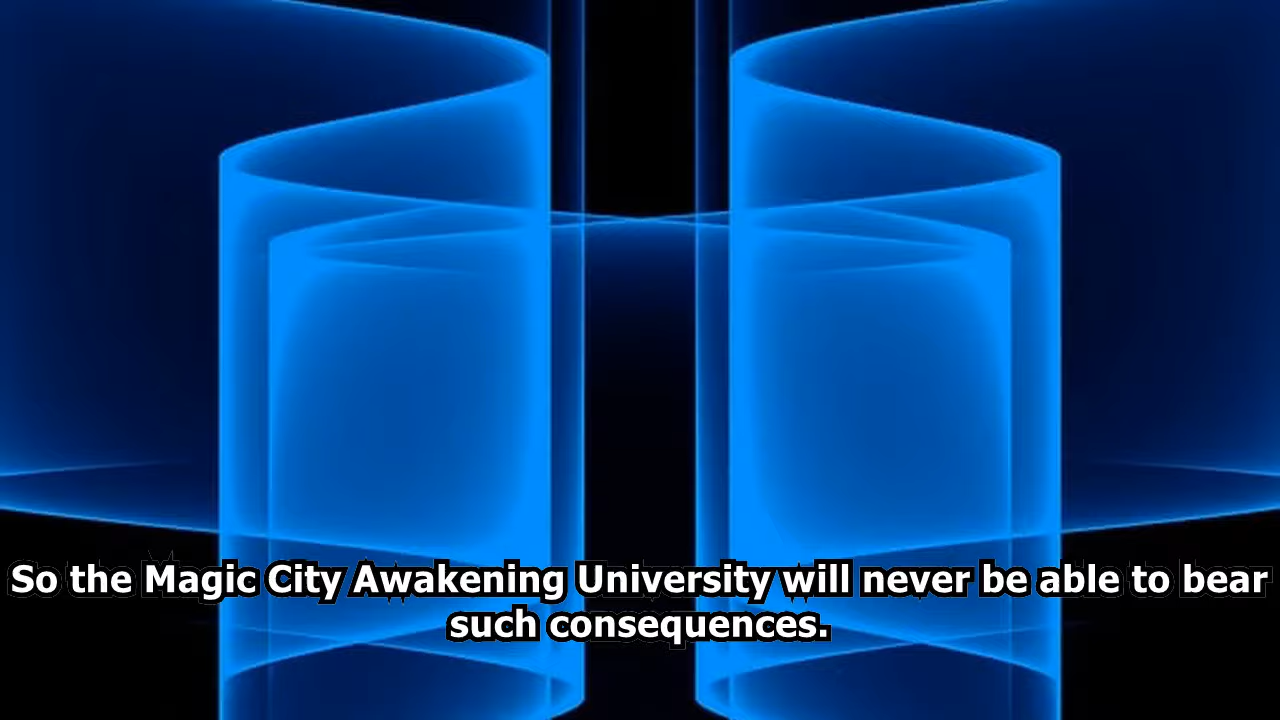 So the Magic City Awakening University will never be able to bear
such consequences.